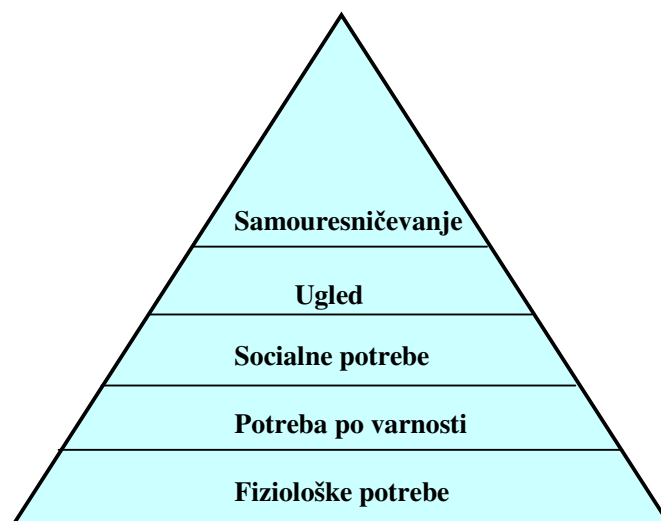 Samouresničevanje
Ugled
Socialne potrebe
Potreba po varnosti
Fiziološke potrebe